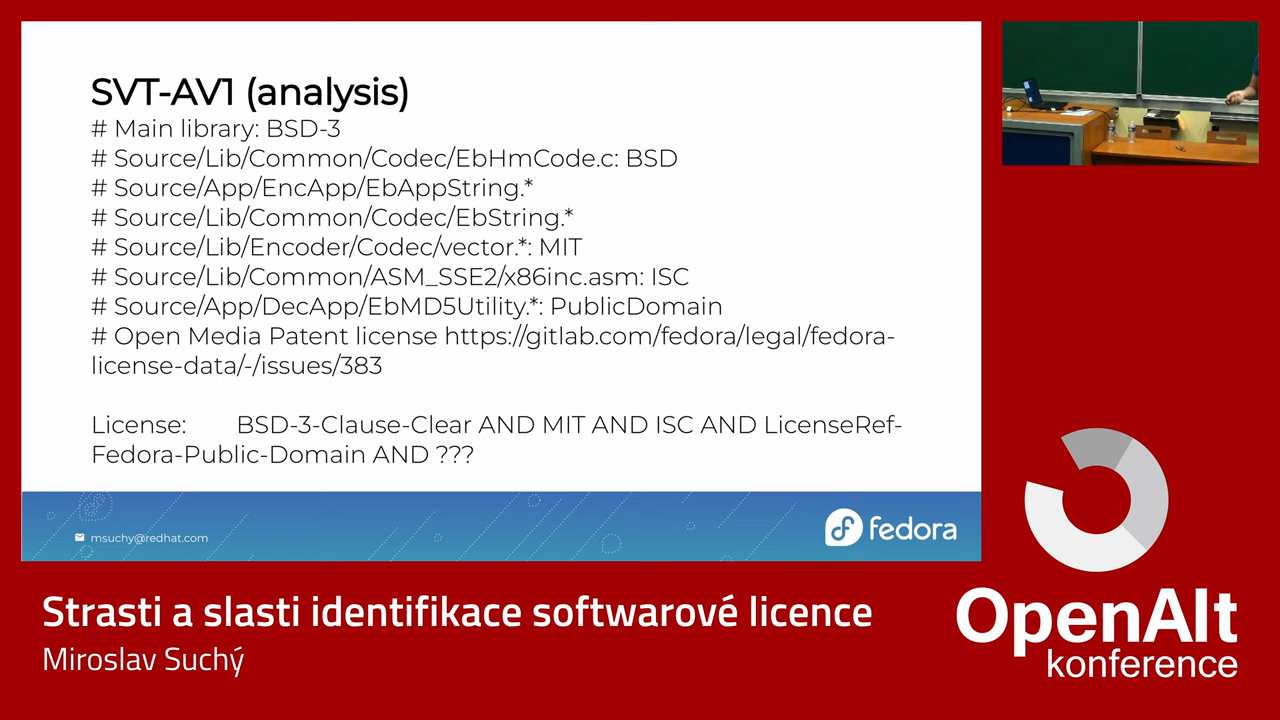 SVT-AV1 (analysis)
# Main library: BSD-3
# Source/Lib/Common/Codec/EbHmCode.c: BSD
# Source/App/EncApp/EbAppString.*
# Source/Lib/Common/Codec/EbString.*
# Source/Lib/Encoder/Codec/vector.*: MIT
# Source/Lib/Common/ASM_SSE2/x86inc.asm: ISC
# Source/App/DecApp/EbMD5Utility.*: PublicDomain
# Open Media Patent license https://gitlab.com/fedora/legal/fedora-
license-data/-/issues/383
License: BSD-3-Clause-Clear AND MIT AND ISC AND LicenseRef-
Fedora-Public-Domain AND ???
msuchy@redhat.com
fedora
Strasti a slasti identifikace softwarové licence
Miroslav Suchý
OpenAlt
konference